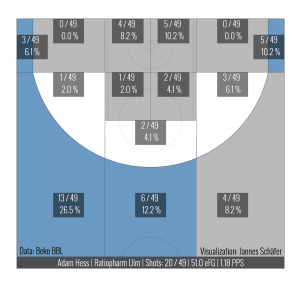 0 / 49
0.0 %
4 / 49
8.2 %
5 / 49
10.2 %
0 / 49
0.0 %
3 / 49
6.1 %
5 / 49
10.2 %
1 / 49
2.0 %
1 / 49
2.0 %
2 / 49
4.1 %
3 / 49
6.1 %
2 / 49
4.1 %
13 / 49
26.5 %
6 / 49
12.2 %
4 / 49
8.2 %
Data: Beko BBL
Visualization: Jannes Schäfer
Adam Hess | Ratiopharm Ulm | Shots: 20 / 49 | 51.0 eFG | 1.18 PPS